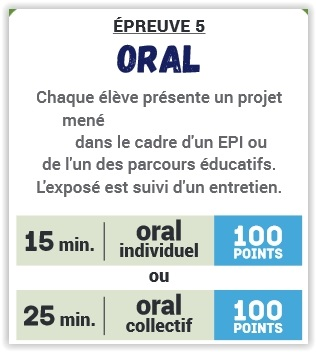 ÉPREUVE 5
ORAL
Chaque élève présente un projet
mené
dans le cadre d'un EPI ou
de l'un des parcours éducatifs.
L'exposé est suivi d'un entretien.
15 min. oral individuel 100 POINTS
ou
25 min. oral collectif 100 POINTS